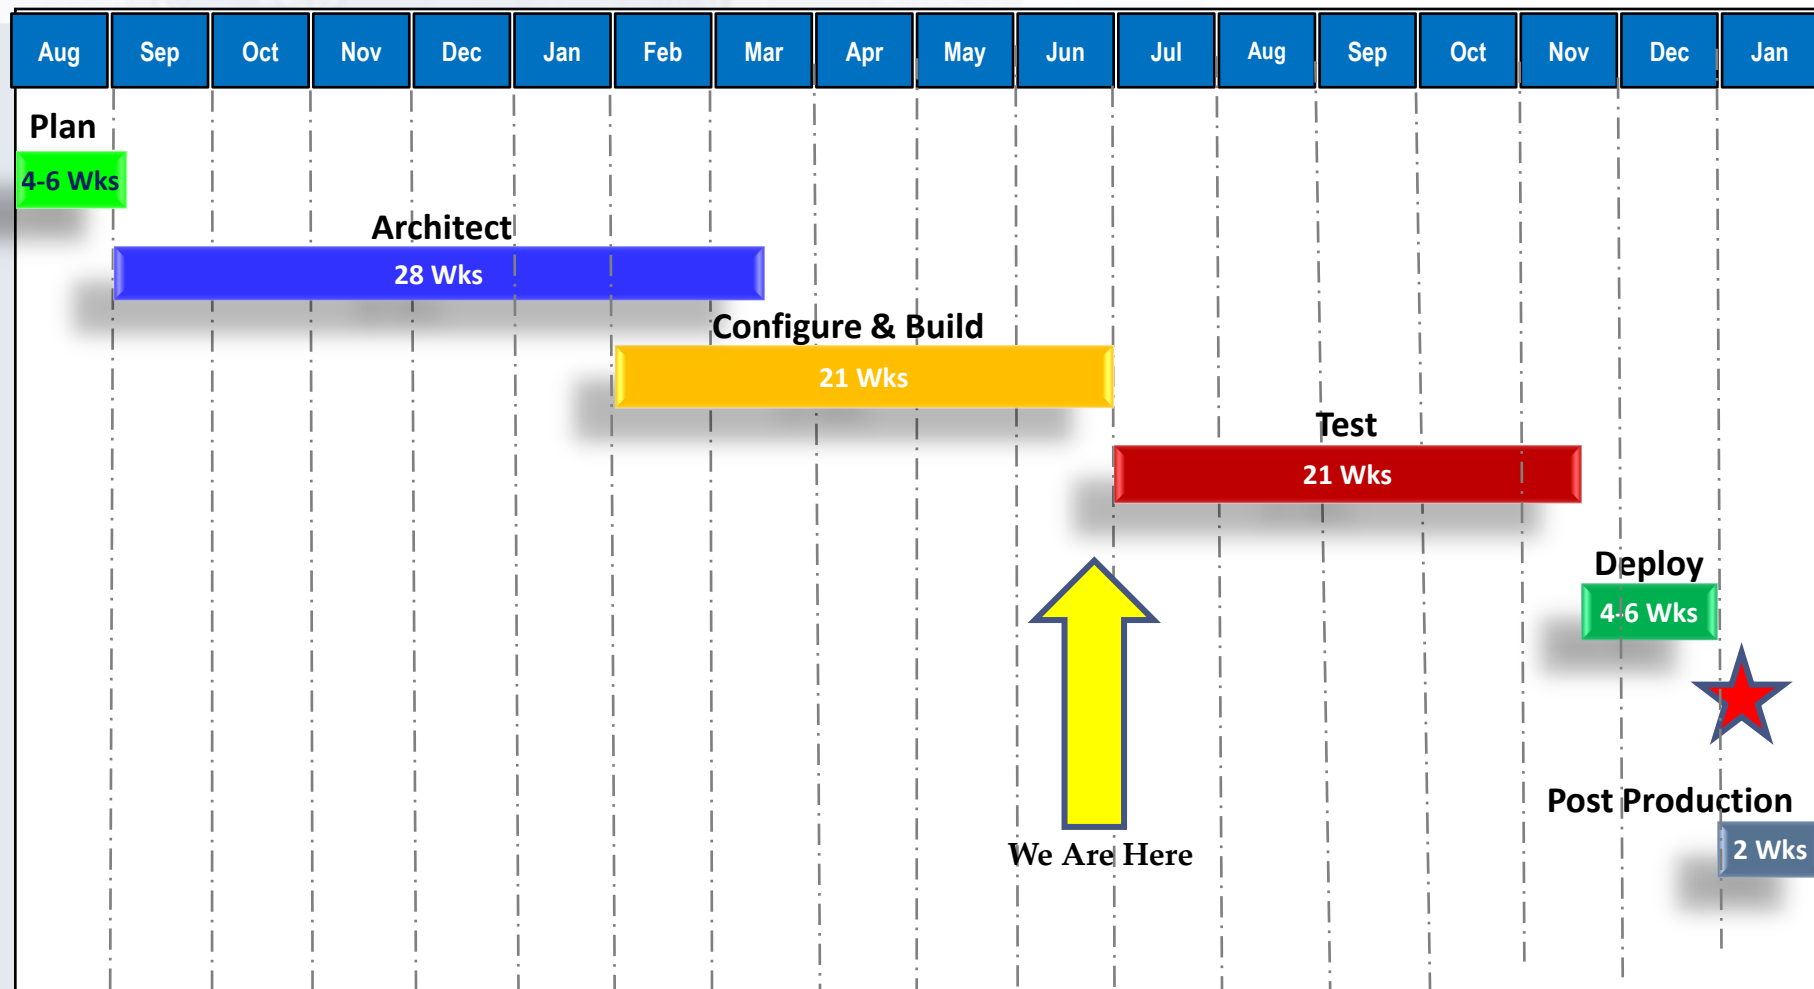 Aug Sep Oct Nov Dec Jan Feb Mar Apr May Jun Jul Aug Sep Oct Nov Dec Jan
Plan
4-6 Wks
Architect
28 Wks
Configure & Build
21 Wks
Test
21 Wks
Deploy
4-6 Wks
Post Production
2 Wks
We Are Here